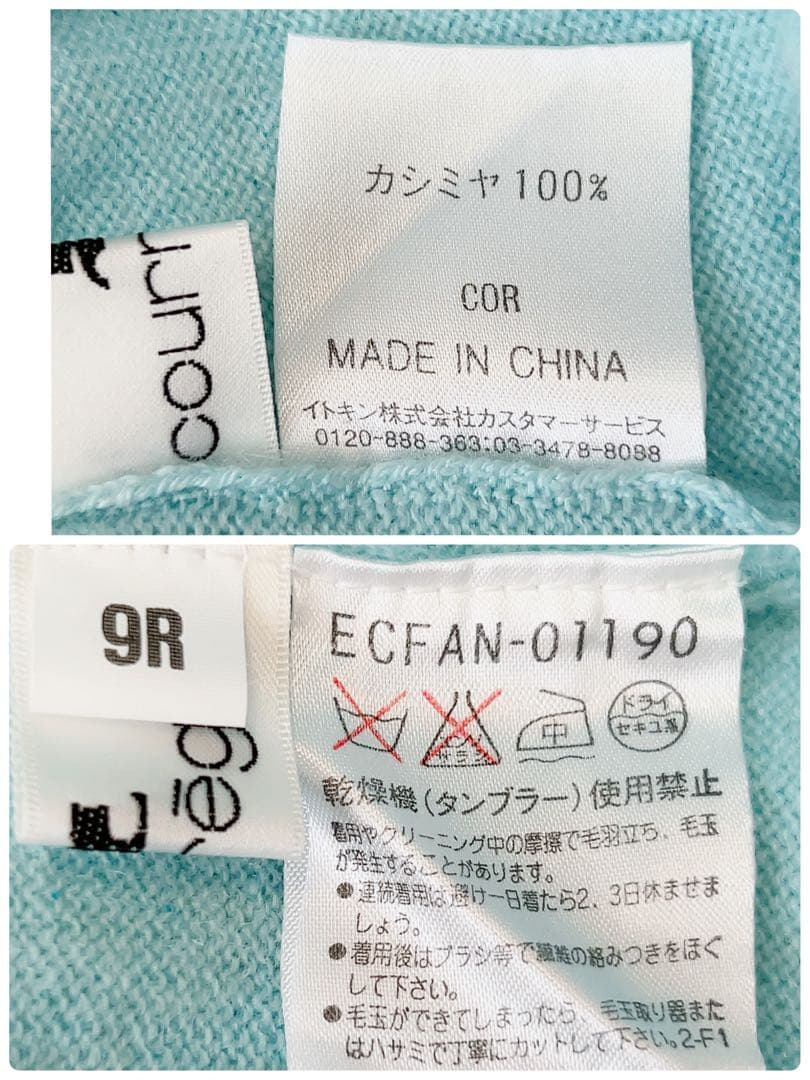 カシミヤ 100%
COR
MADE IN CHINA
イトキン株式会社カスタマーサービス
0120-888-363:03-3478-8088
courr
9R
ECFAN-01190
エンソ
サラシ
中
ドライ
セキユ系
乾燥機(タンブラー)使用禁止
着用やクリーニング中の摩擦で毛羽立ち、毛玉
が発生することがあります。
●連続着用は避け一日着たら2、3日休ませま
しょう。
●着用後はブラシ等で繊維の絡みつきをほぐ
して下さい。
●毛玉ができてしまったら、毛玉取り器また
はハサミで丁寧にカットして下さい。2-F1